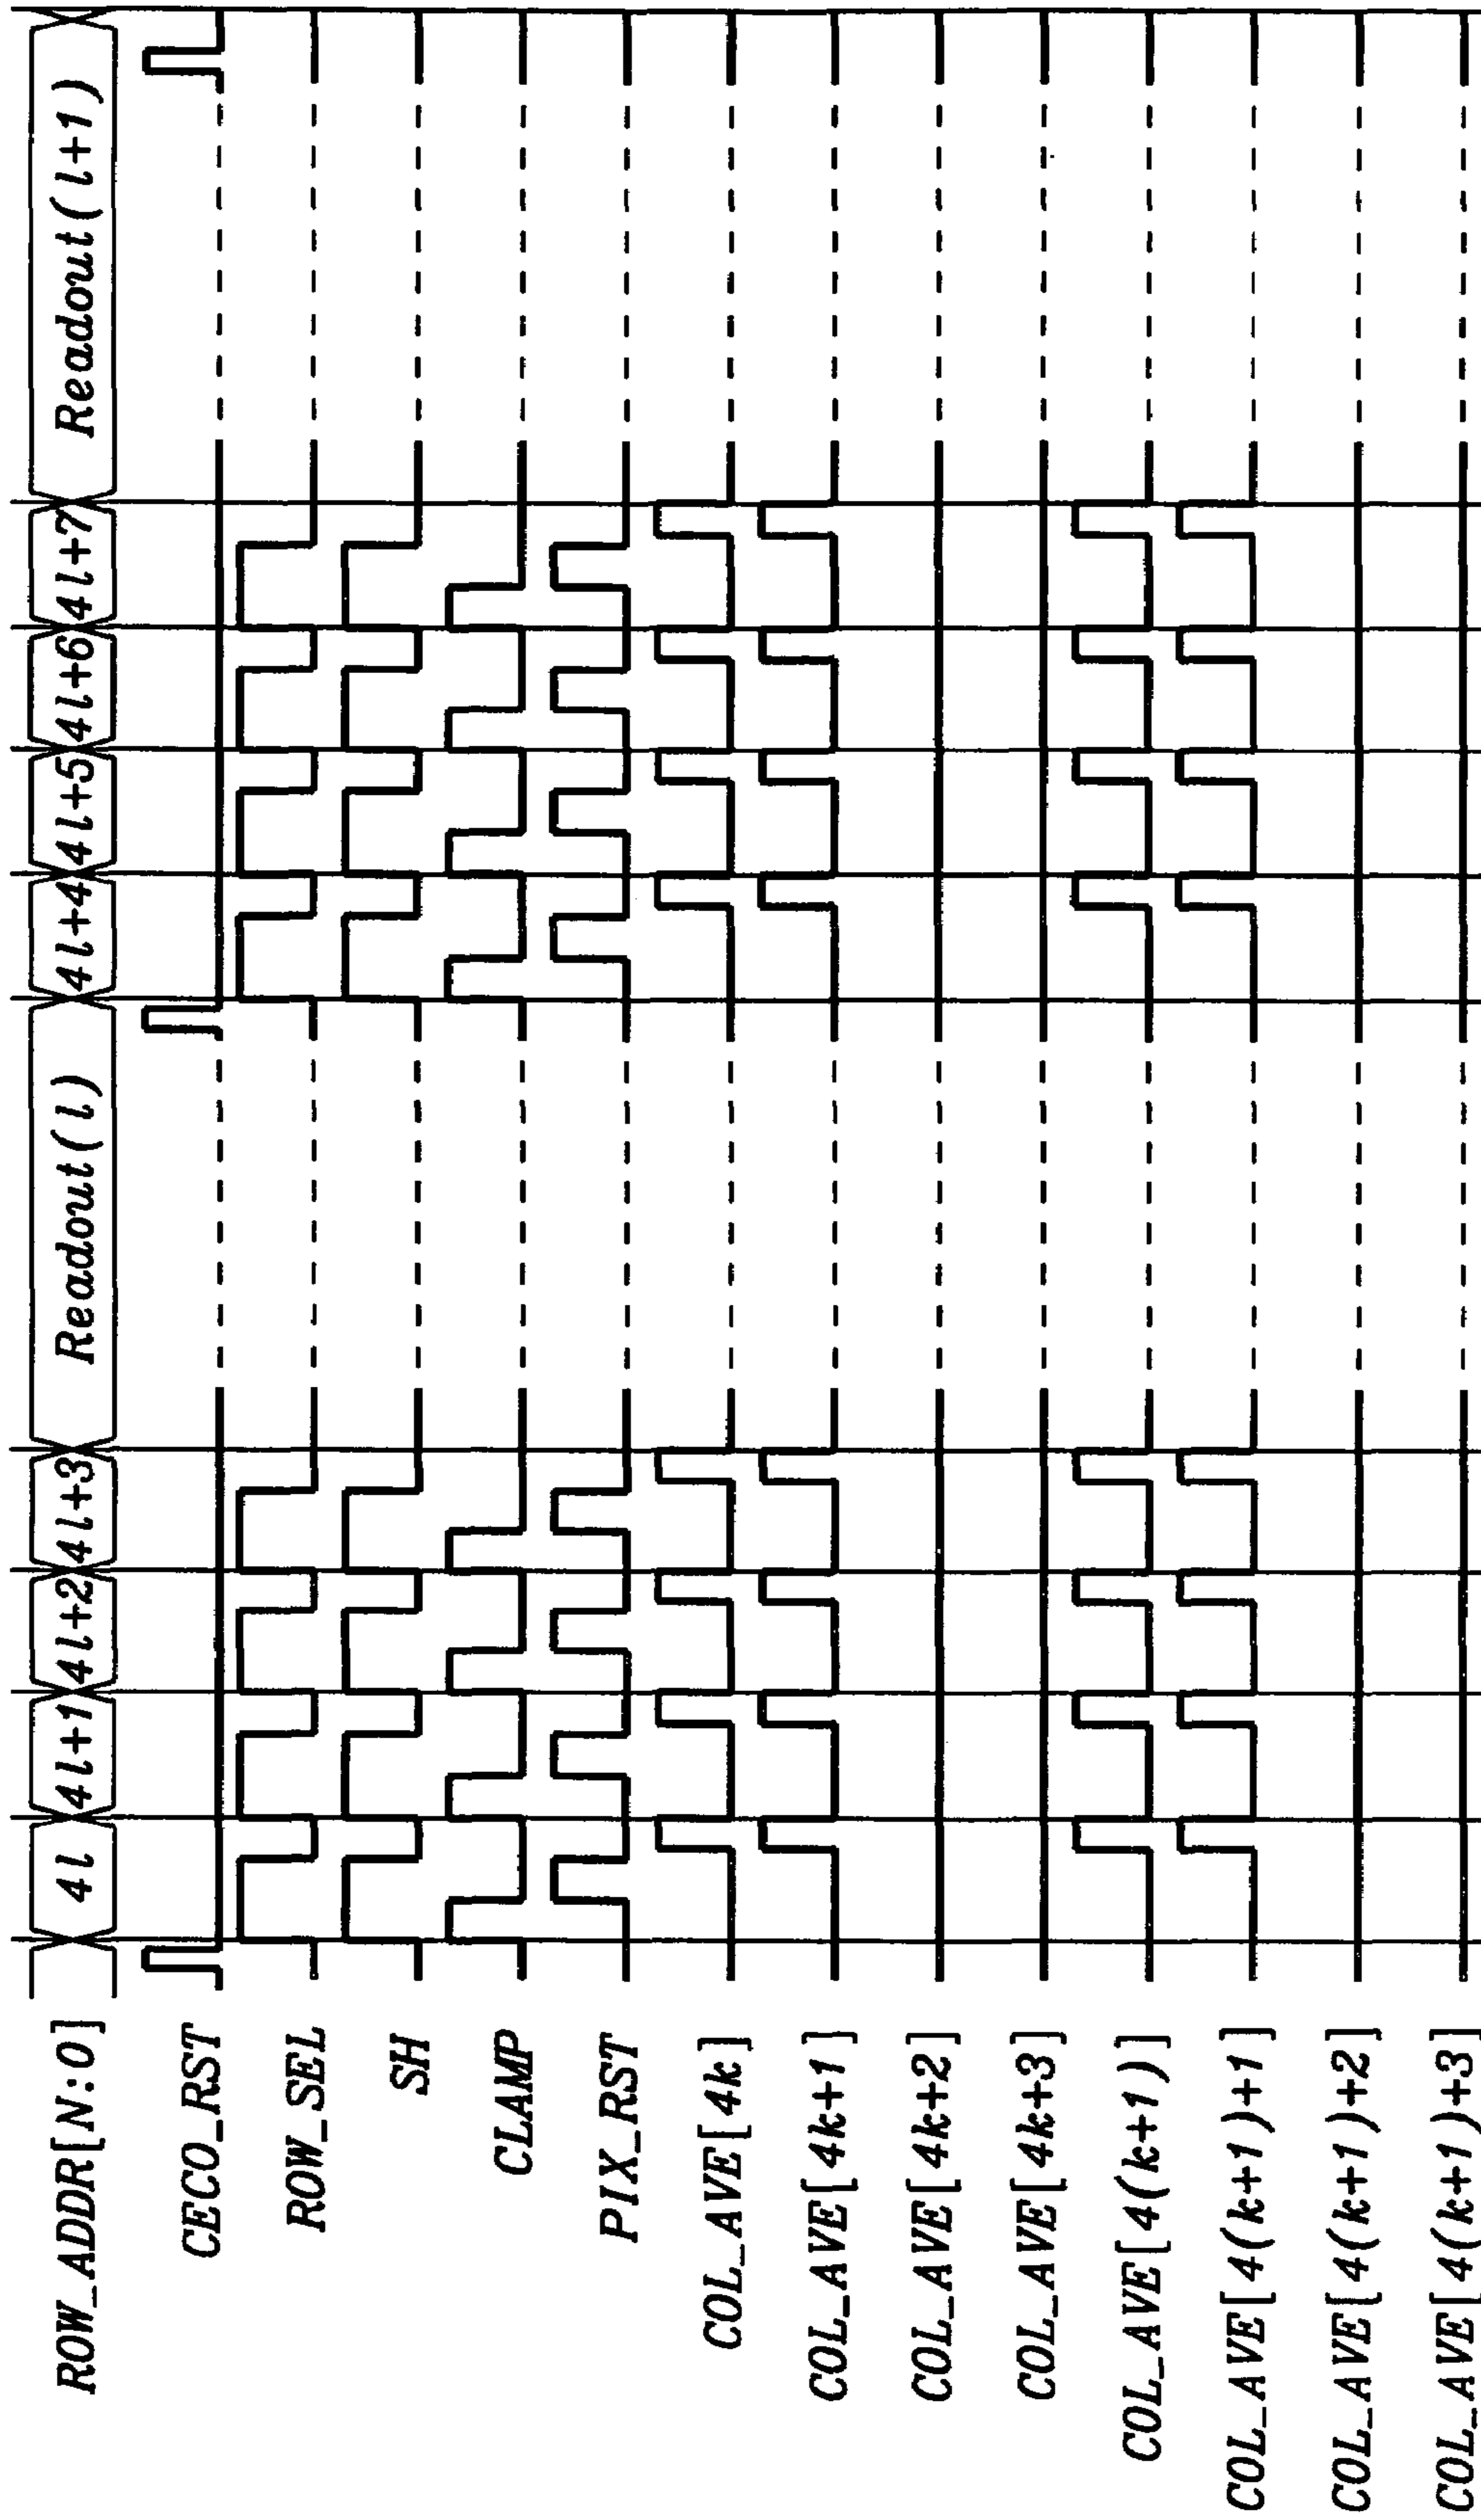 ROW_ADDR[N:0]
4l
4l+1
4l+2
4l+3
Readout(l)
4l+4
4l+5
4l+6
4l+7
Readout(l+1)
CECO_RST
ROW_SEL
SH
CLAMP
PIX_RST
COL_AVE[4k]
COL_AVE[4k+1]
COL_AVE[4k+2]
COL_AVE[4k+3]
COL_AVE[4(k+1)]
COL_AVE[4(k+1)+1]
COL_AVE[4(k+1)+2]
COL_AVE[4(k+1)+3]